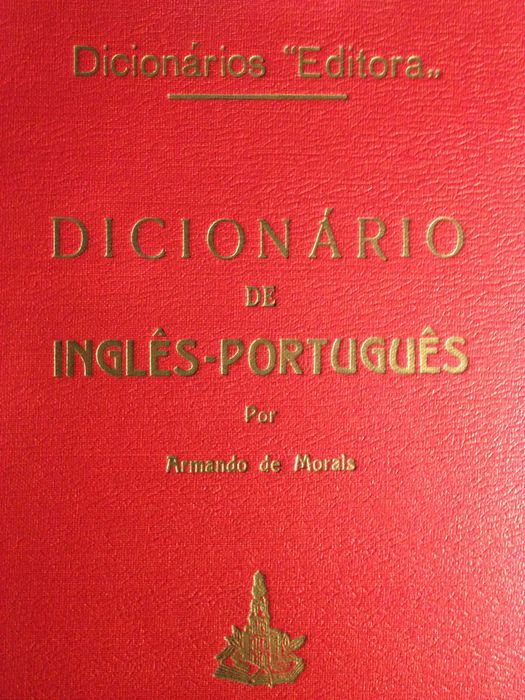 Dicionários "Editora„
DICIONÁRIO
DE
INGLÊS-PORTUGUÊS
Por
Armando de Morais